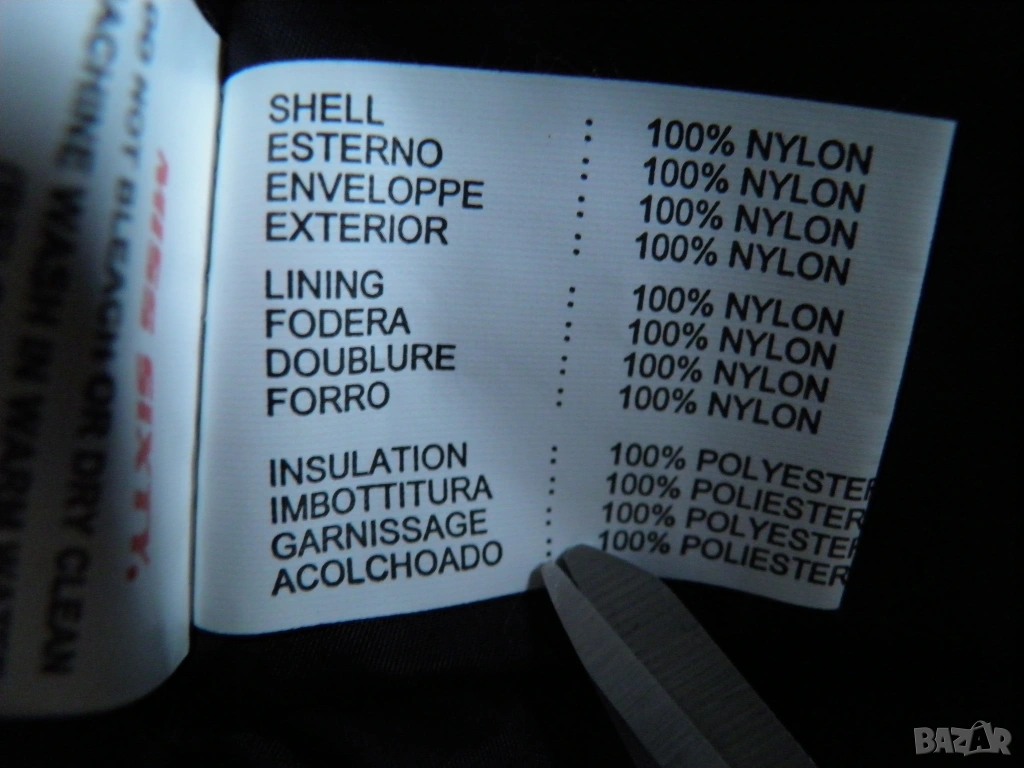 SHELL : 100% NYLON
ESTERNO : 100% NYLON
ENVELOPPE : 100% NYLON
EXTERIOR : 100% NYLON
LINING : 100% NYLON
FODERA : 100% NYLON
DOUBLURE : 100% NYLON
FORRO : 100% NYLON
INSULATION : 100% POLYESTER
IMBOTTITURA : 100% POLIESTER
GARNISSAGE : 100% POLYESTER
ACOLCHOADO : 100% POLIESTER
MISS SIXTY.
DO NOT BLEACH OR DRY CLEAN
MACHINE WASH IN WARM WATER
BAZAR